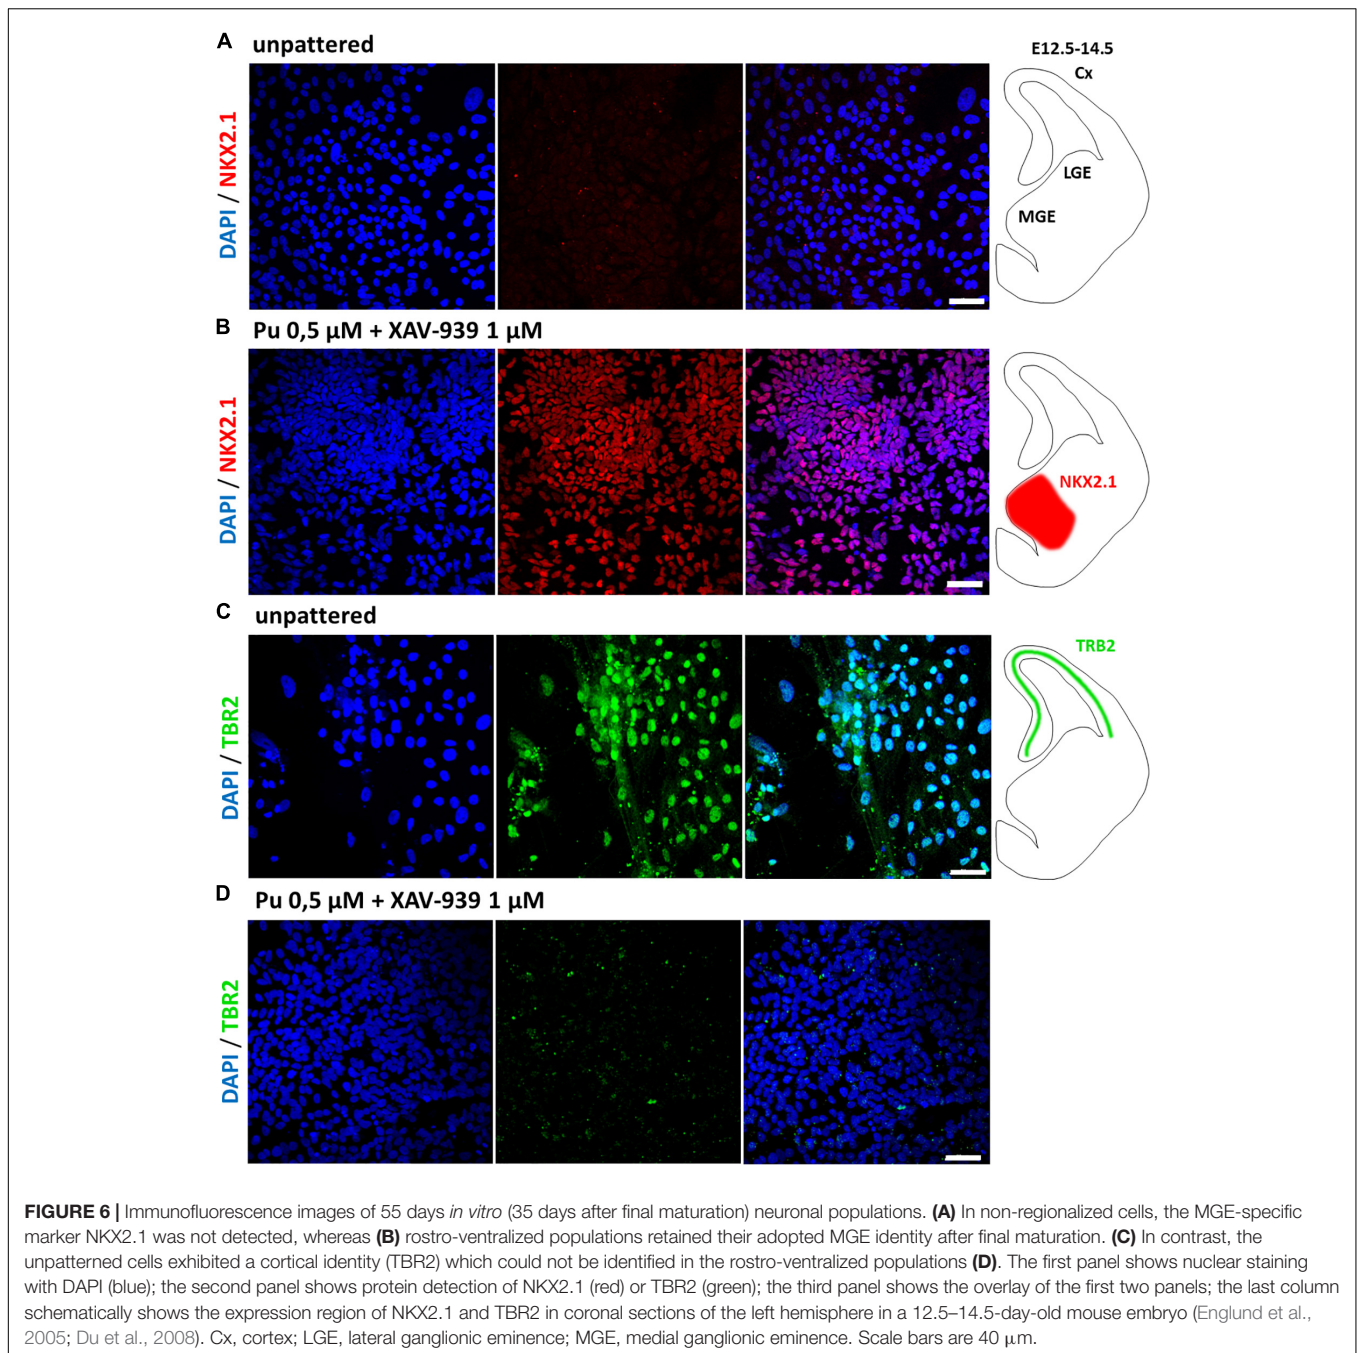 A unpattered
E12.5-14.5
Cx
LGE
MGE
DAPI / NKX2.1
B Pu 0,5 µM + XAV-939 1 µM
DAPI / NKX2.1
NKX2.1
C unpattered
DAPI / TBR2
TRB2
D Pu 0,5 µM + XAV-939 1 µM
DAPI / TBR2
FIGURE 6 | Immunofluorescence images of 55 days in vitro (35 days after final maturation) neuronal populations. (A) In non-regionalized cells, the MGE-specific
marker NKX2.1 was not detected, whereas (B) rostro-ventralized populations retained their adopted MGE identity after final maturation. (C) In contrast, the
unpatterned cells exhibited a cortical identity (TBR2) which could not be identified in the rostro-ventralized populations (D). The first panel shows nuclear staining
with DAPI (blue); the second panel shows protein detection of NKX2.1 (red) or TBR2 (green); the third panel shows the overlay of the first two panels; the last column
schematically shows the expression region of NKX2.1 and TBR2 in coronal sections of the left hemisphere in a 12.5–14.5-day-old mouse embryo (Englund et al.,
2005; Du et al., 2008). Cx, cortex; LGE, lateral ganglionic eminence; MGE, medial ganglionic eminence. Scale bars are 40 µm.